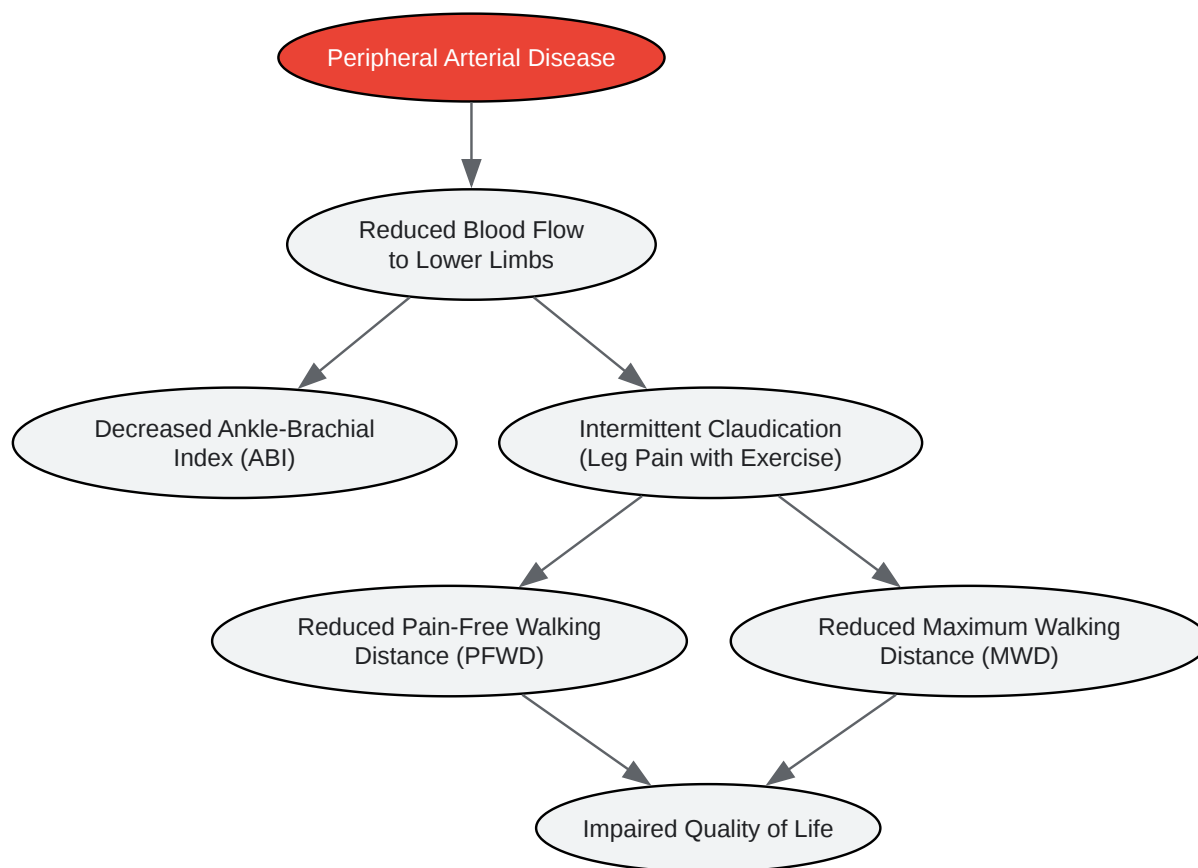 Peripheral Arterial Disease
Reduced Blood Flow
to Lower Limbs
Decreased Ankle-Brachial
Index (ABI)
Intermittent Claudication
(Leg Pain with Exercise)
Reduced Pain-Free Walking
Distance (PFWD)
Reduced Maximum Walking
Distance (MWD)
Impaired Quality of Life